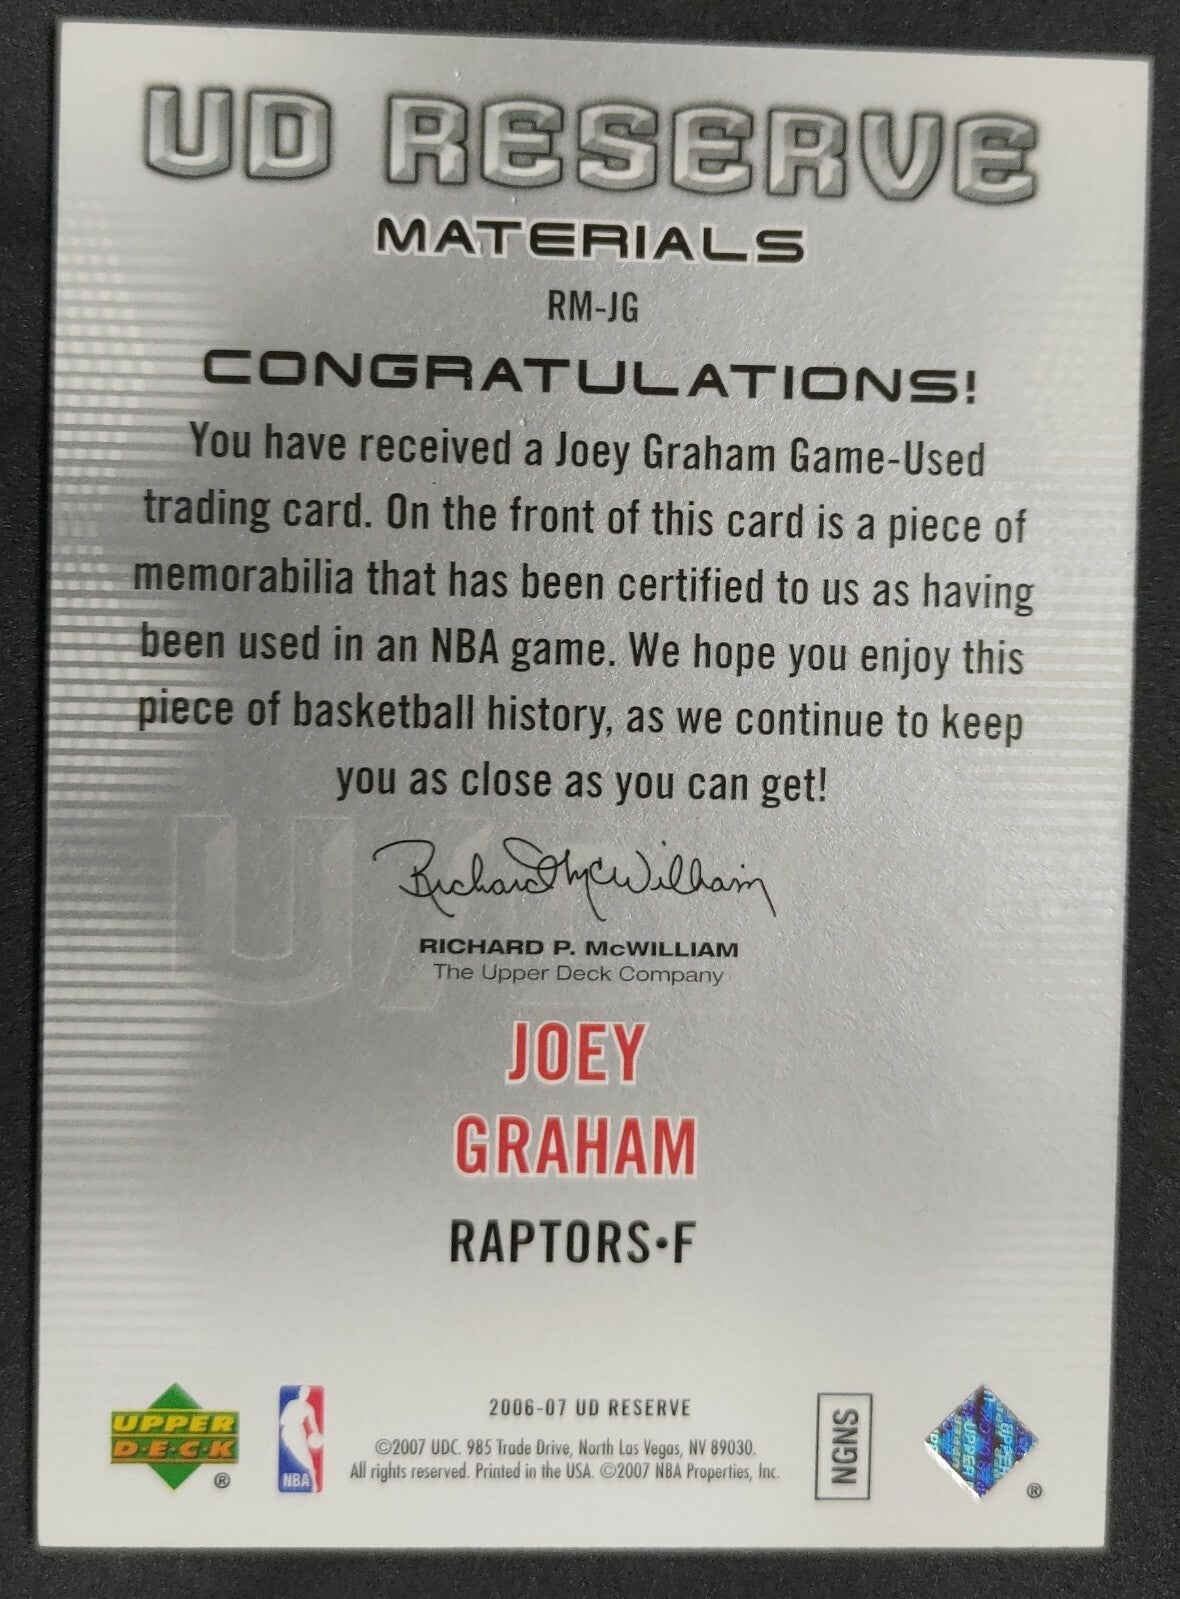 UD RESERVE
MATERIALS
RM-JG
CONGRATULATIONS!
You have received a Joey Graham Game-Used
trading card. On the front of this card is a piece of
memorabilia that has been certified to us as having
been used in an NBA game. We hope you enjoy this
piece of basketball history, as we continue to keep
you as close as you can get!
Richard McWilliam
RICHARD P. McWILLIAM
The Upper Deck Company
JOEY
GRAHAM
RAPTORS•F
UPPER
D•E•C•K
®
NBA
2006-07 UD RESERVE
©2007 UDC. 985 Trade Drive, North Las Vegas, NV 89030.
All rights reserved. Printed in the USA. ©2007 NBA Properties, Inc.
NGNS
®